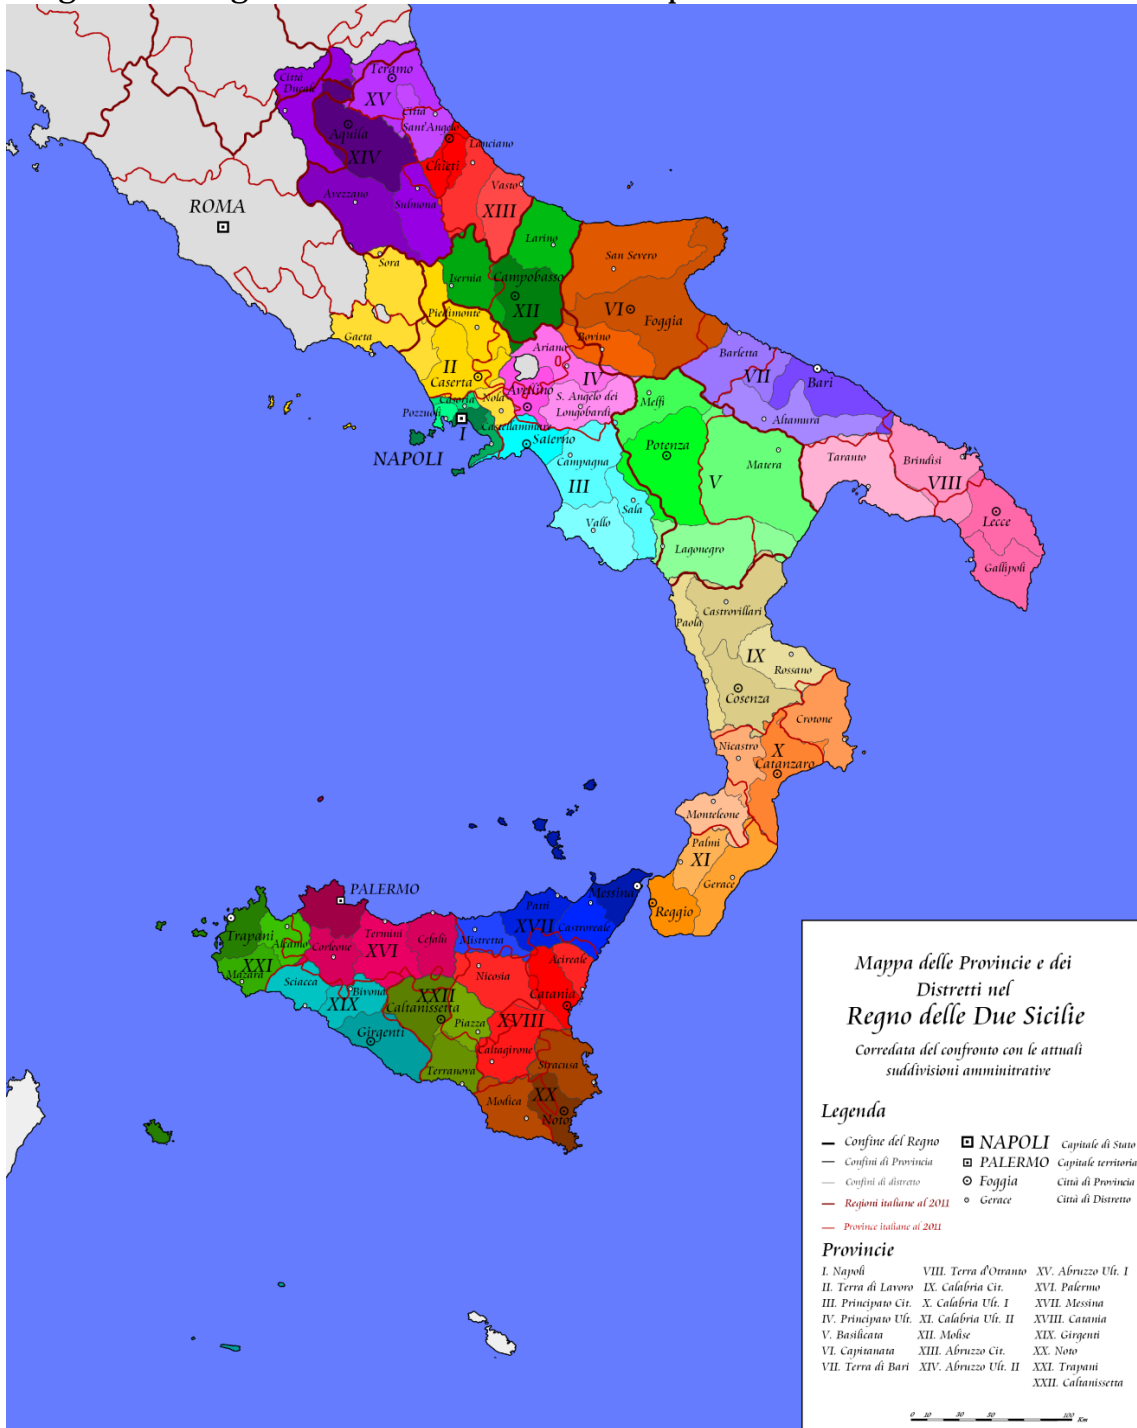 Città
Ducale
Teramo
XV
Città
Sant'Angelo
Aquila
XIV
Lanciano
Chieti
Avezzano
Sulmona
Vasto
XIII
ROMA
Larino
Sora
Isernia
Campobasso
XII
San Severo
VI
Foggia
Piedimonte
Gaeta
II
Caserta
Ariano
Bovino
Barletta
VII
Bari
IV
Avellino
S. Angelo dei
Longobardi
Melfi
Altamura
Casoria
Nola
Pozzuoli
I
Castellammare
Salerno
NAPOLI
Campagna
III
Potenza
Matera
V
Taranto
Brindisi
VIII
Lecce
Sala
Vallo
Lagonegro
Gallipoli
Castrovillari
Paola
IX
Rossano
Cosenza
Crotone
Nicastro
X
Catanzaro
Monteleone
Palmi
XI
Gerace
Reggio
PALERMO
Messina
Patti
XVII
Castroreale
Mistretta
Trapani
Alcamo
XXI
Mazara
Corleone
Termini
XVI
Cefalù
Sciacca
Bivona
XIX
Girgenti
Nicosia
Acireale
XXII
Caltanissetta
Catania
Piazza
XVIII
Caltagirone
Terranova
Siracusa
Modica
XX
Noto
Mappa delle Provincie e dei
Distretti nel
Regno delle Due Sicilie
Corredata del confronto con le attuali
suddivisioni amminitrative
Legenda
Confine del Regno NAPOLI Capitale di Stato
Confini di Provincia PALERMO Capitale territoria
Confini di distretto Foggia Città di Provincia
Regioni italiane al 2011 Gerace Città di Distretto
Province italiane al 2011
Provincie
I. Napoli VIII. Terra d'Otranto XV. Abruzzo Ult. I
II. Terra di Lavoro IX. Calabria Cit. XVI. Palermo
III. Principato Cit. X. Calabria Ult. I XVII. Messina
IV. Principato Ult. XI. Calabria Ult. II XVIII. Catania
V. Basilicata XII. Molise XIX. Girgenti
VI. Capitanata XIII. Abruzzo Cit. XX. Noto
VII. Terra di Bari XIV. Abruzzo Ult. II XXI. Trapani
XXII. Caltanissetta
0 10 30 50 100 Km